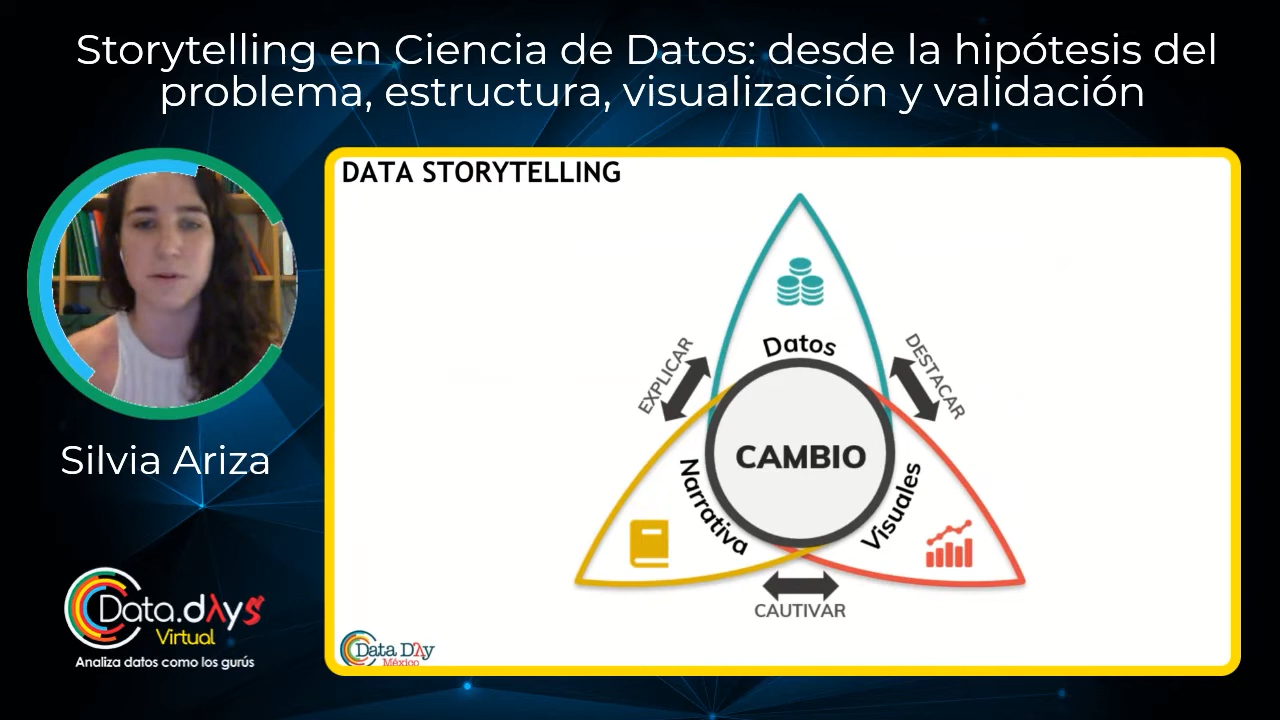 Storytelling en Ciencia de Datos: desde la hipótesis del
problema, estructura, visualización y validación
DATA STORYTELLING
Datos
EXPLICAR
DESTACAR
CAMBIO
Narrativa
Visuales
CAUTIVAR
Silvia Ariza
Data.dλys
Virtual
Analiza datos como los gurús
Data Dλy
México